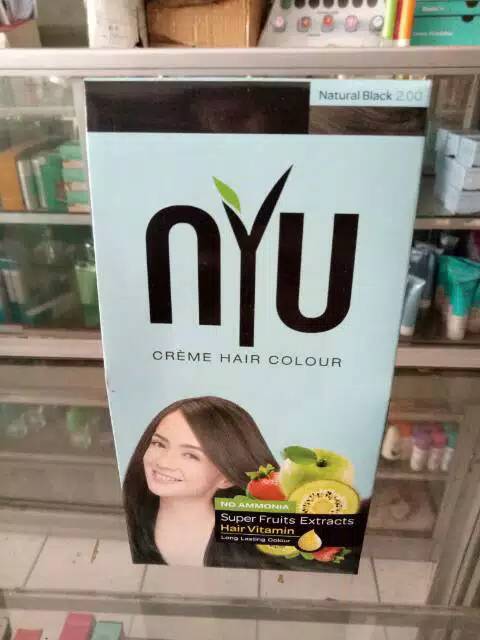 Natural Black 2.00
NYU
CRÈME HAIR COLOUR
NO AMMONIA
Super Fruits Extracts
Hair Vitamin
Long Lasting Colour